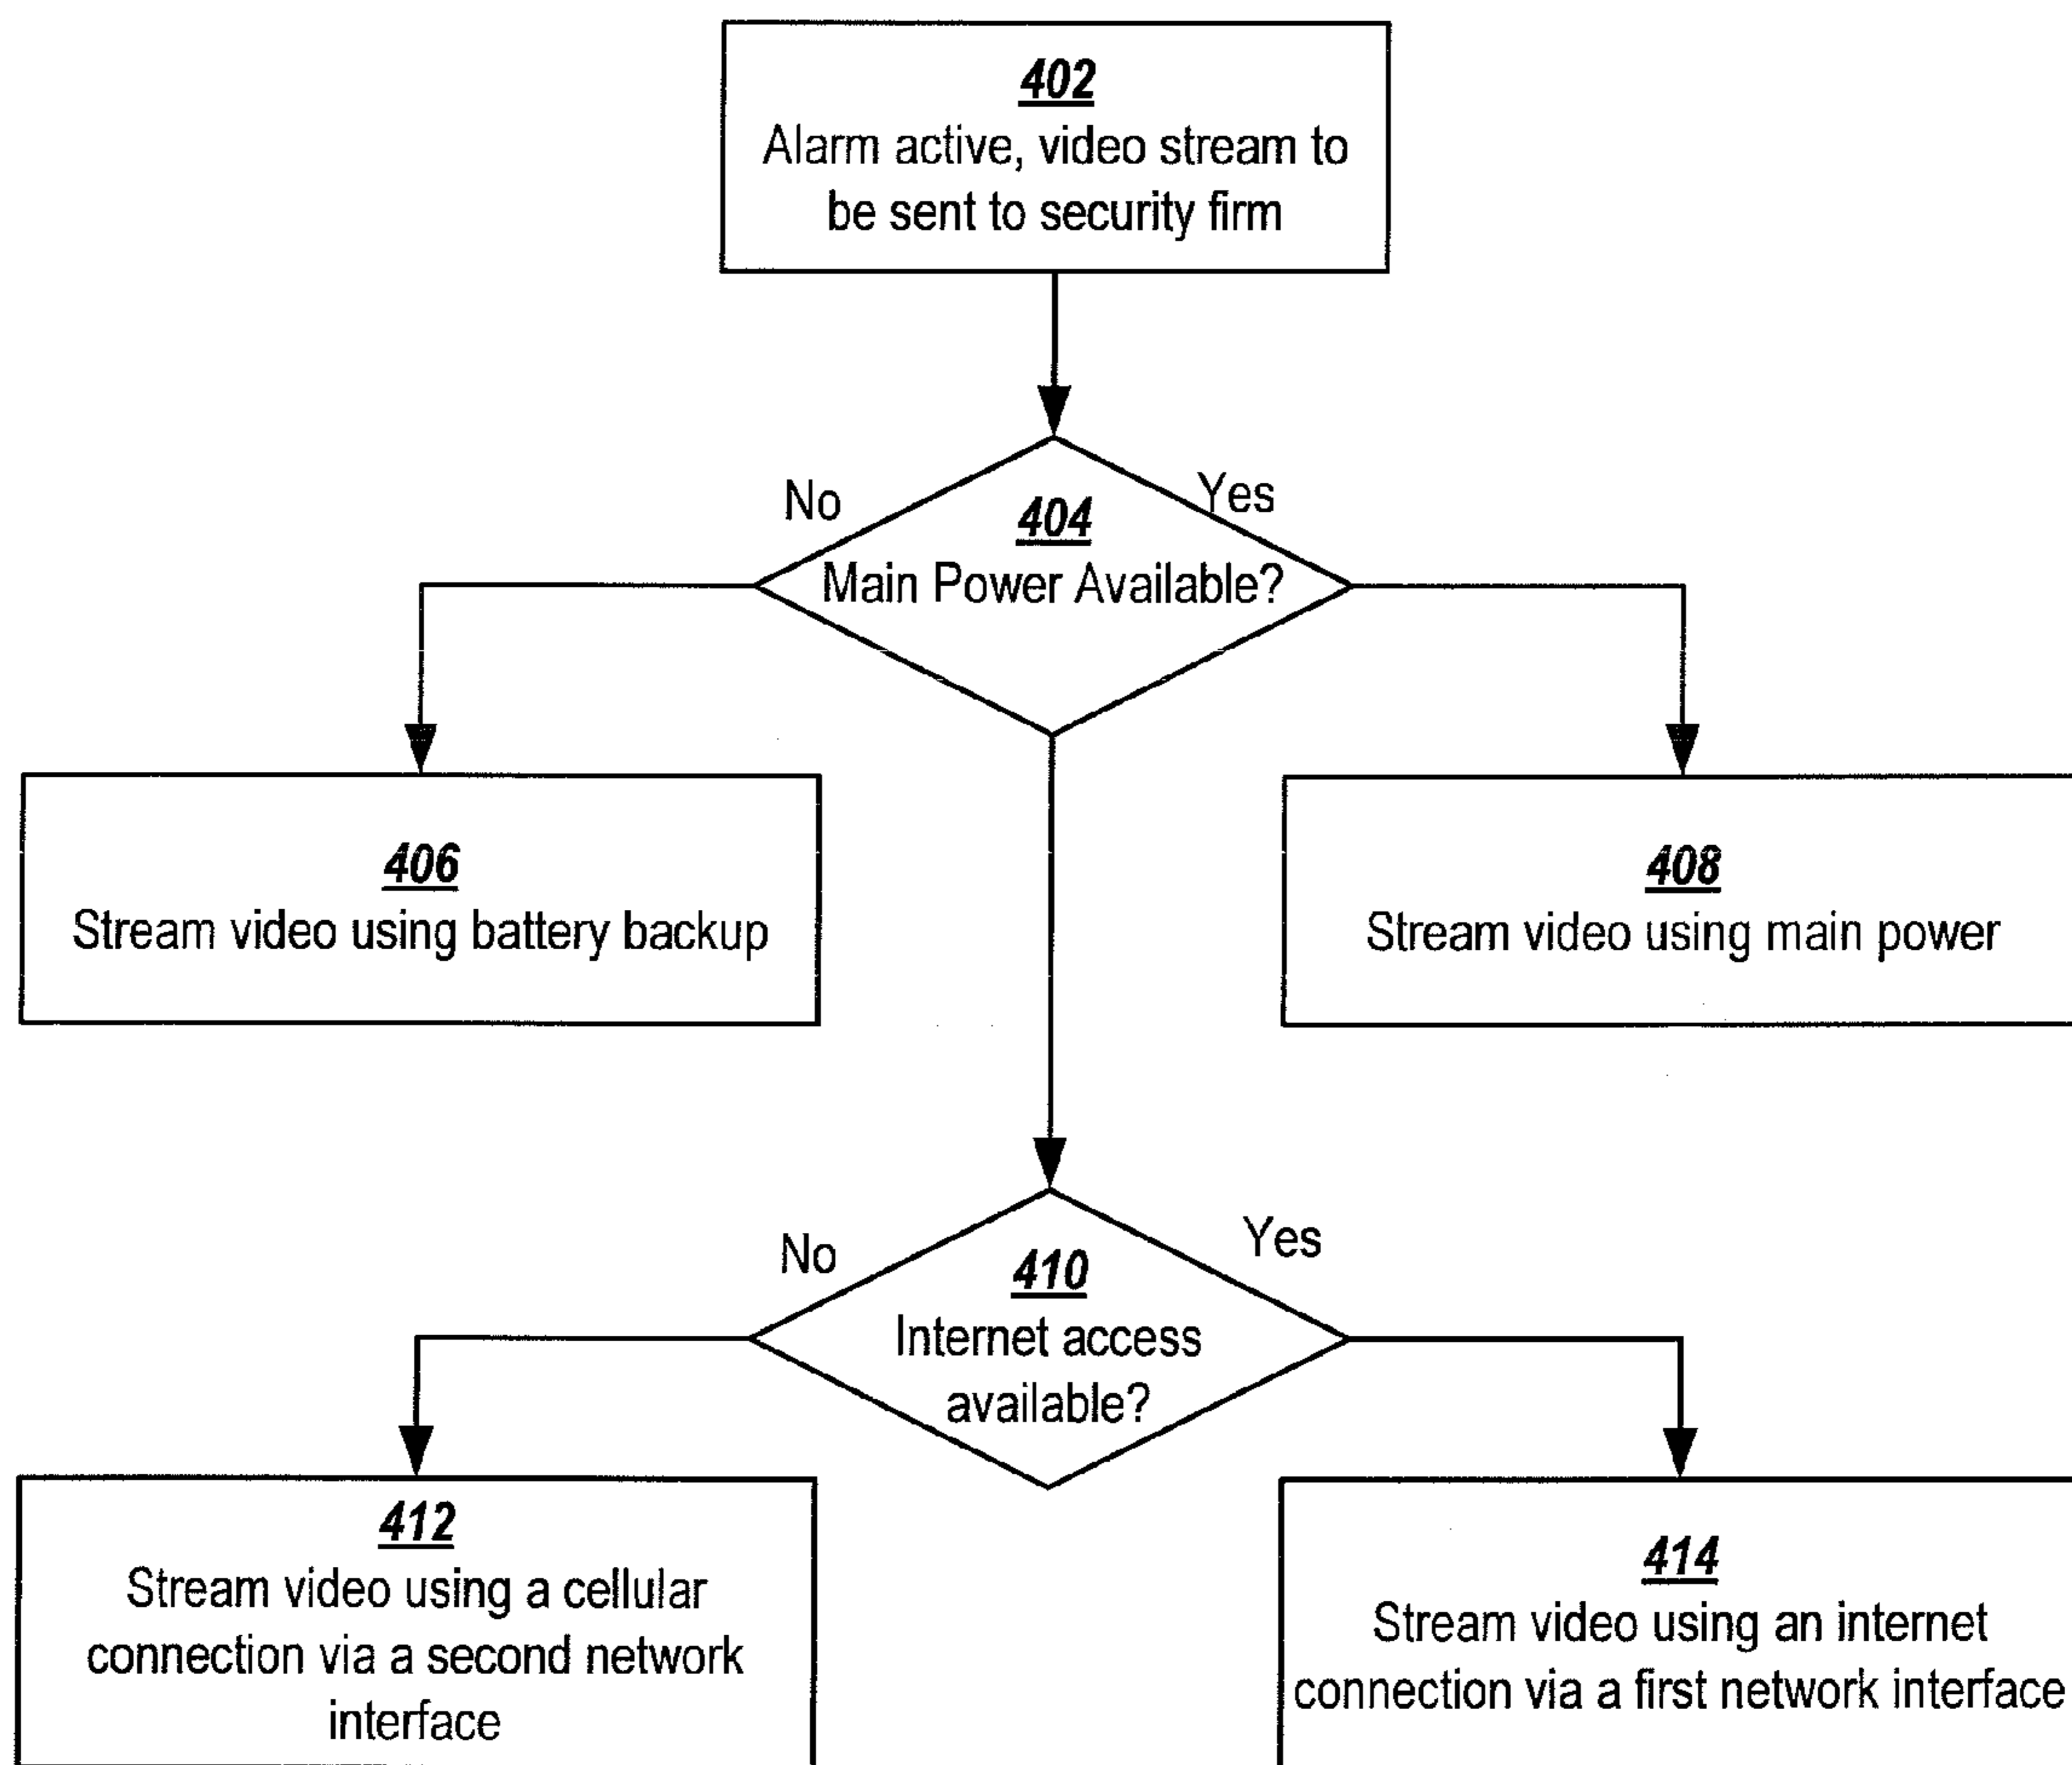 402
Alarm active, video stream to
be sent to security firm
No
Yes
404
Main Power Available?
406
Stream video using battery backup
408
Stream video using main power
No
Yes
410
Internet access
available?
412
Stream video using a cellular
connection via a second network
interface
414
Stream video using an internet
connection via a first network interface